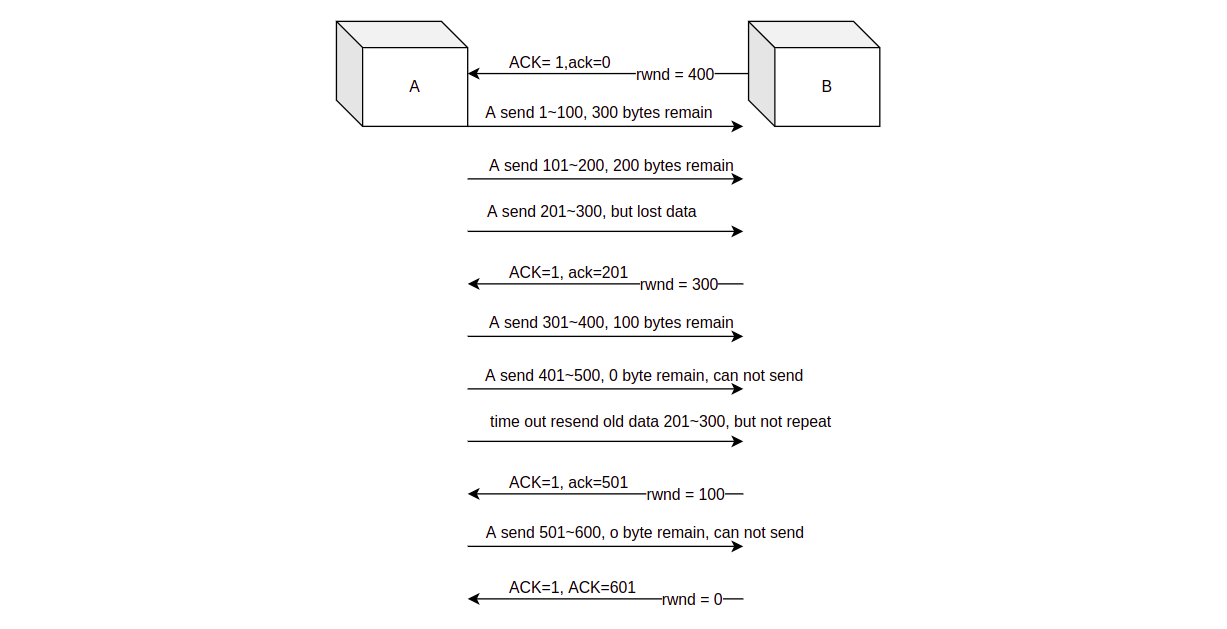 A
B
ACK= 1,ack=0
rwnd = 400
A send 1~100, 300 bytes remain
A send 101~200, 200 bytes remain
A send 201~300, but lost data
ACK=1, ack=201
rwnd = 300
A send 301~400, 100 bytes remain
A send 401~500, 0 byte remain, can not send
time out resend old data 201~300, but not repeat
ACK=1, ack=501
rwnd = 100
A send 501~600, o byte remain, can not send
ACK=1, ACK=601
rwnd = 0